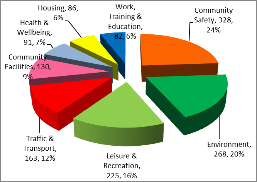 Housing, 86,
6%
Work,
Training &
Education,
82, 6%
Community
Safety, 328,
24%
Health &
Wellbeing,
91, 7%
Community
Facilities, 130,
9%
Environment,
268, 20%
Traffic &
Transport,
163, 12%
Leisure &
Recreation,
225, 16%